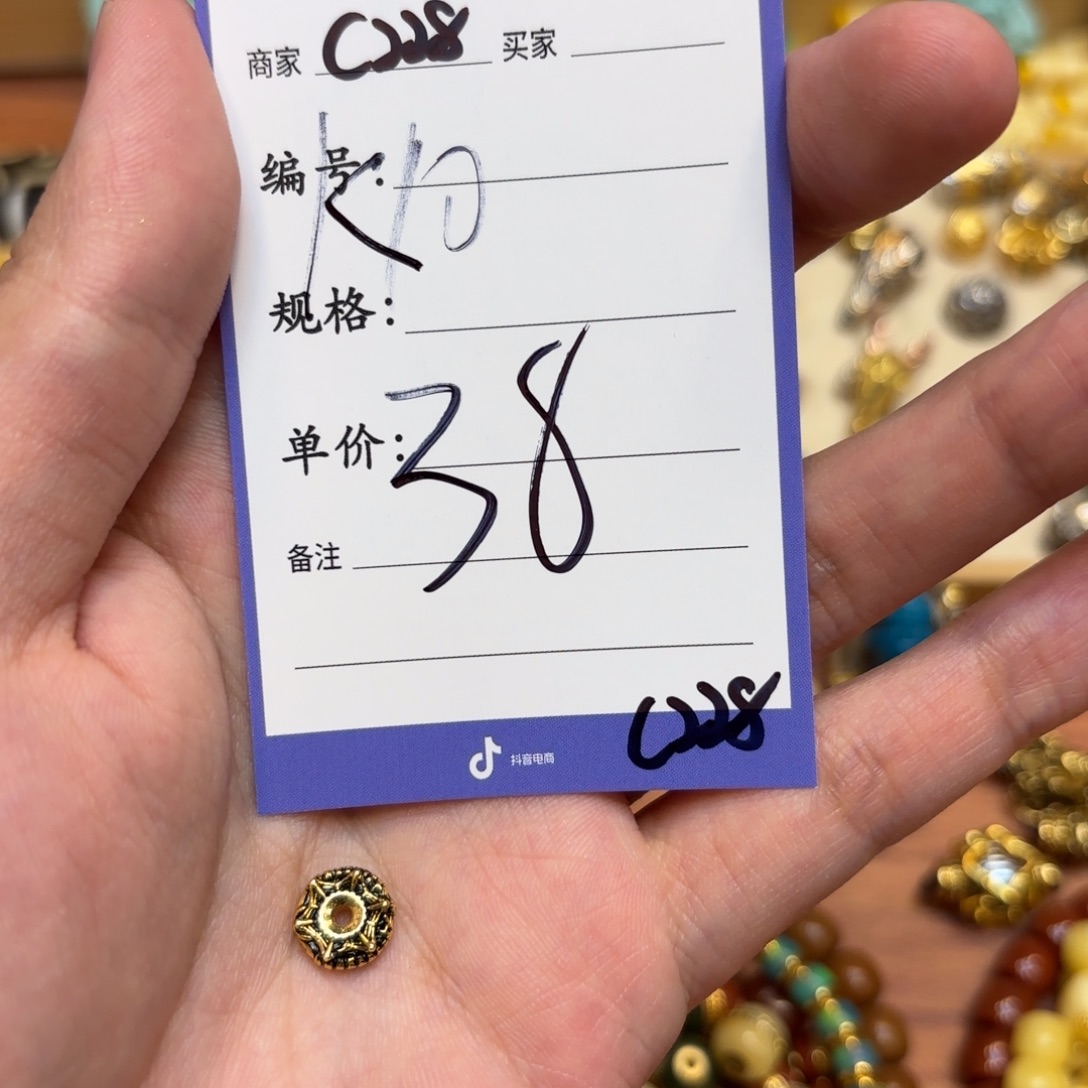 商家 C228 买家
编号: K10
规格:
单价: 38
备注
C228
抖音电商